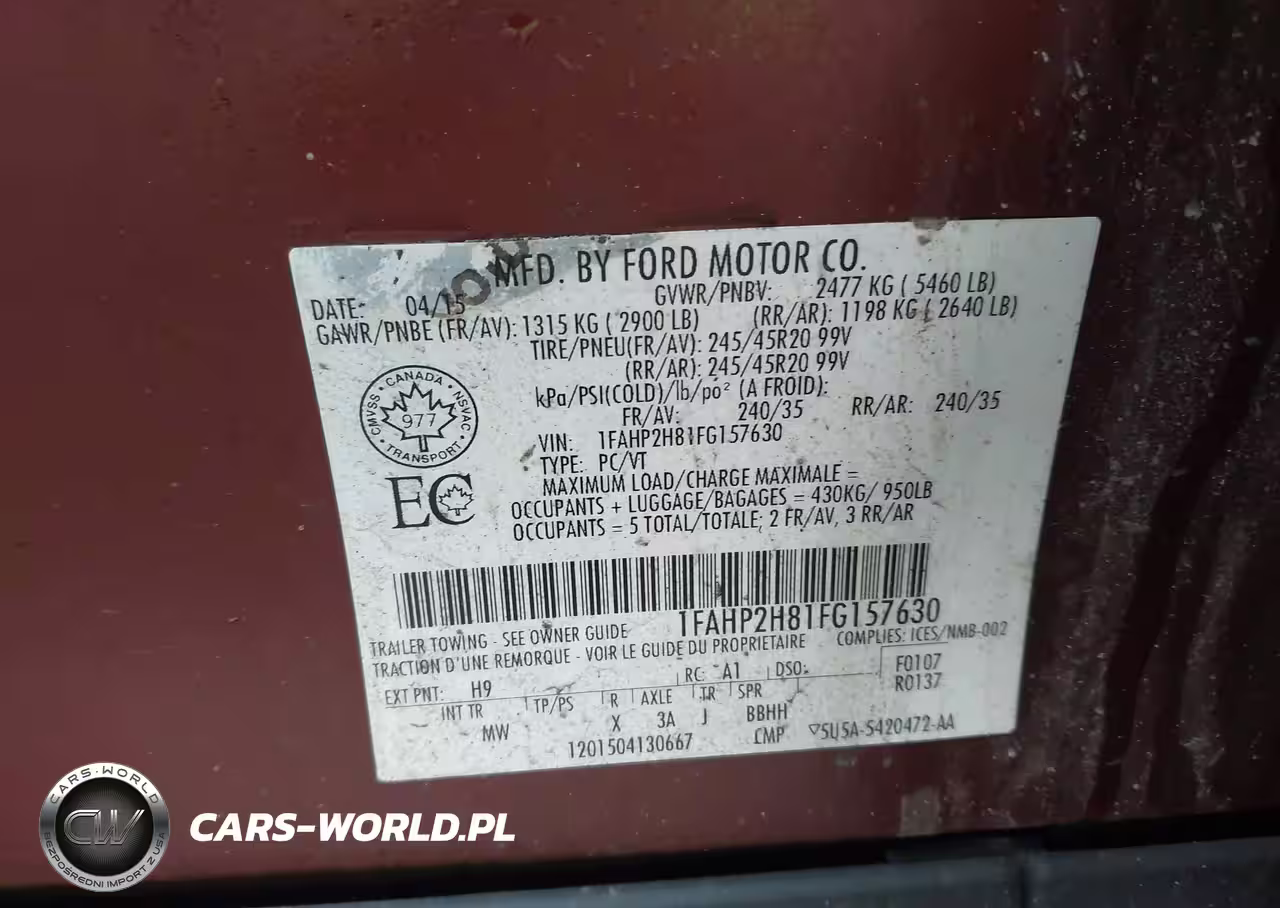 MFD. BY FORD MOTOR CO.
DATE: 04/15
GVWR/PNBV: 2477 KG ( 5460 LB)
GAWR/PNBE (FR/AV): 1315 KG ( 2900 LB) (RR/AR): 1198 KG ( 2640 LB)
TIRE/PNEU(FR/AV): 245/45R20 99V
(RR/AR): 245/45R20 99V
kPa/PSI(COLD)/lb/po² (A FROID):
FR/AV: 240/35 RR/AR: 240/35
VIN: 1FAHP2H81FG157630
TYPE: PC/VT
MAXIMUM LOAD/CHARGE MAXIMALE =
OCCUPANTS + LUGGAGE/BAGAGES = 430KG/ 950LB
OCCUPANTS = 5 TOTAL/TOTALE; 2 FR/AV, 3 RR/AR
CANADA
CMVSS NSVAC
977
TRANSPORT
EC
1FAHP2H81FG157630
TRAILER TOWING - SEE OWNER GUIDE
COMPLIES: ICES/NMB-002
TRACTION D'UNE REMORQUE - VOIR LE GUIDE DU PROPRIETAIRE
EXT PNT: H9 RC: A1 DSO: F0107
R0137
INT TR TP/PS R AXLE TR SPR
MW X 3A J BBHH
1201504130667 CMP ▽5U5A-5420472-AA
CARS-WORLD
CW
BEZPOŚREDNI IMPORT Z USA
CARS-WORLD.PL